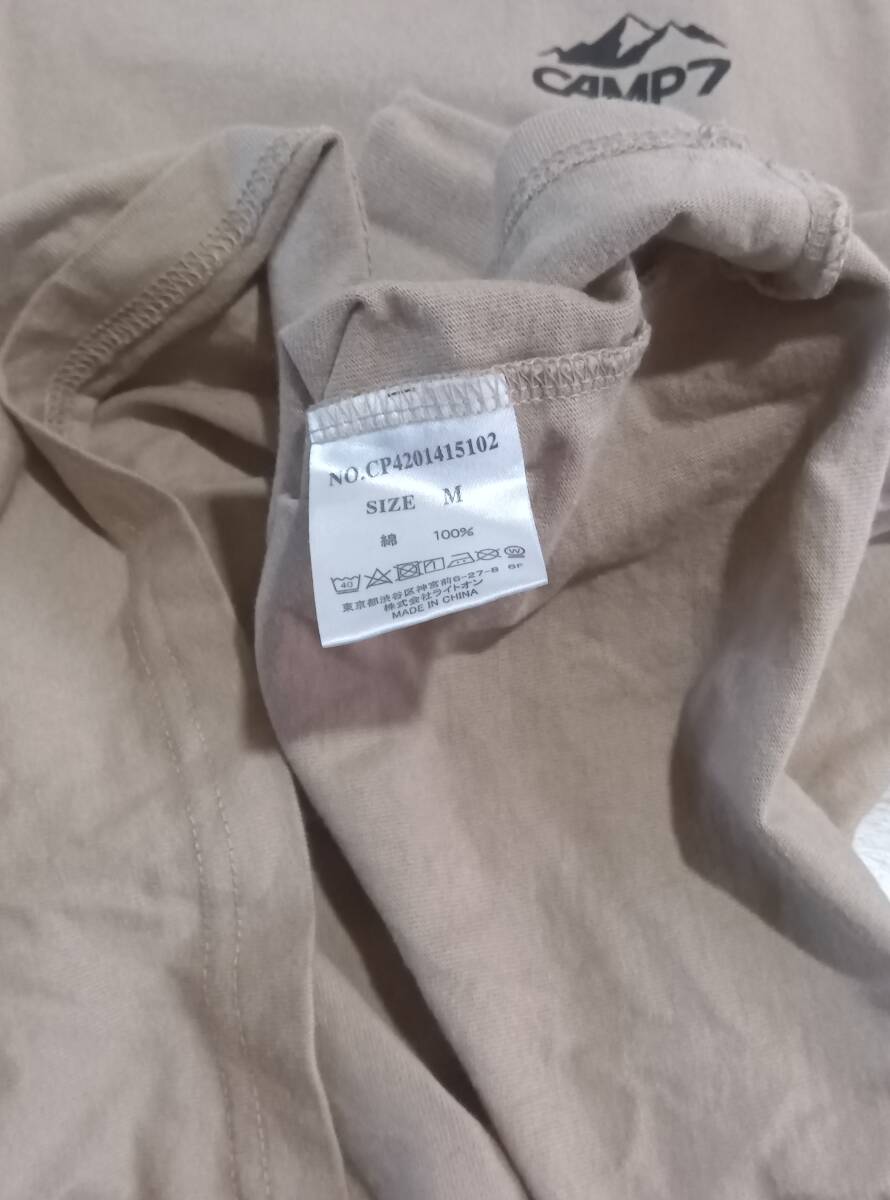 CAMP7
NO.CP4201415102
SIZE M
綿 100%
40 W
東京都渋谷区神宮前6-27-8 6F
株式会社ライトオン
MADE IN CHINA